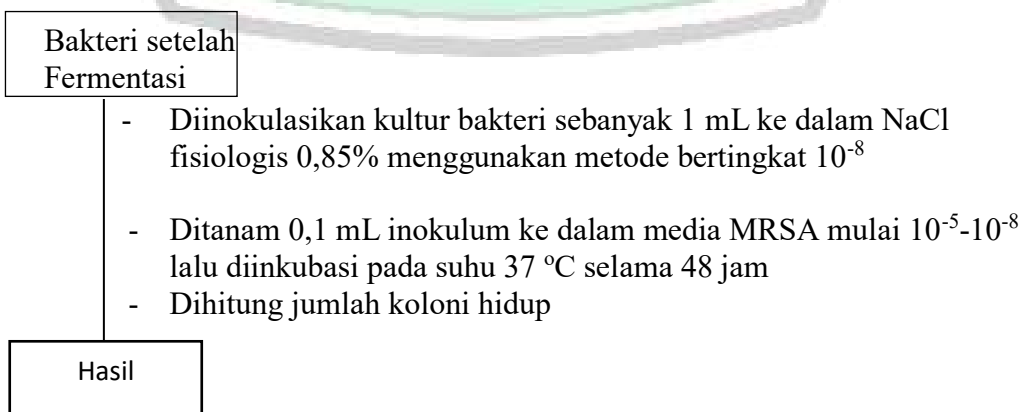 Bakteri setelah
Fermentasi
- Diinokulasikan kultur bakteri sebanyak 1 mL ke dalam NaCl
fisiologis 0,85% menggunakan metode bertingkat 10⁻⁸
- Ditanam 0,1 mL inokulum ke dalam media MRSA mulai 10⁻⁵-10⁻⁸
lalu diinkubasi pada suhu 37 ºC selama 48 jam
- Dihitung jumlah koloni hidup
Hasil